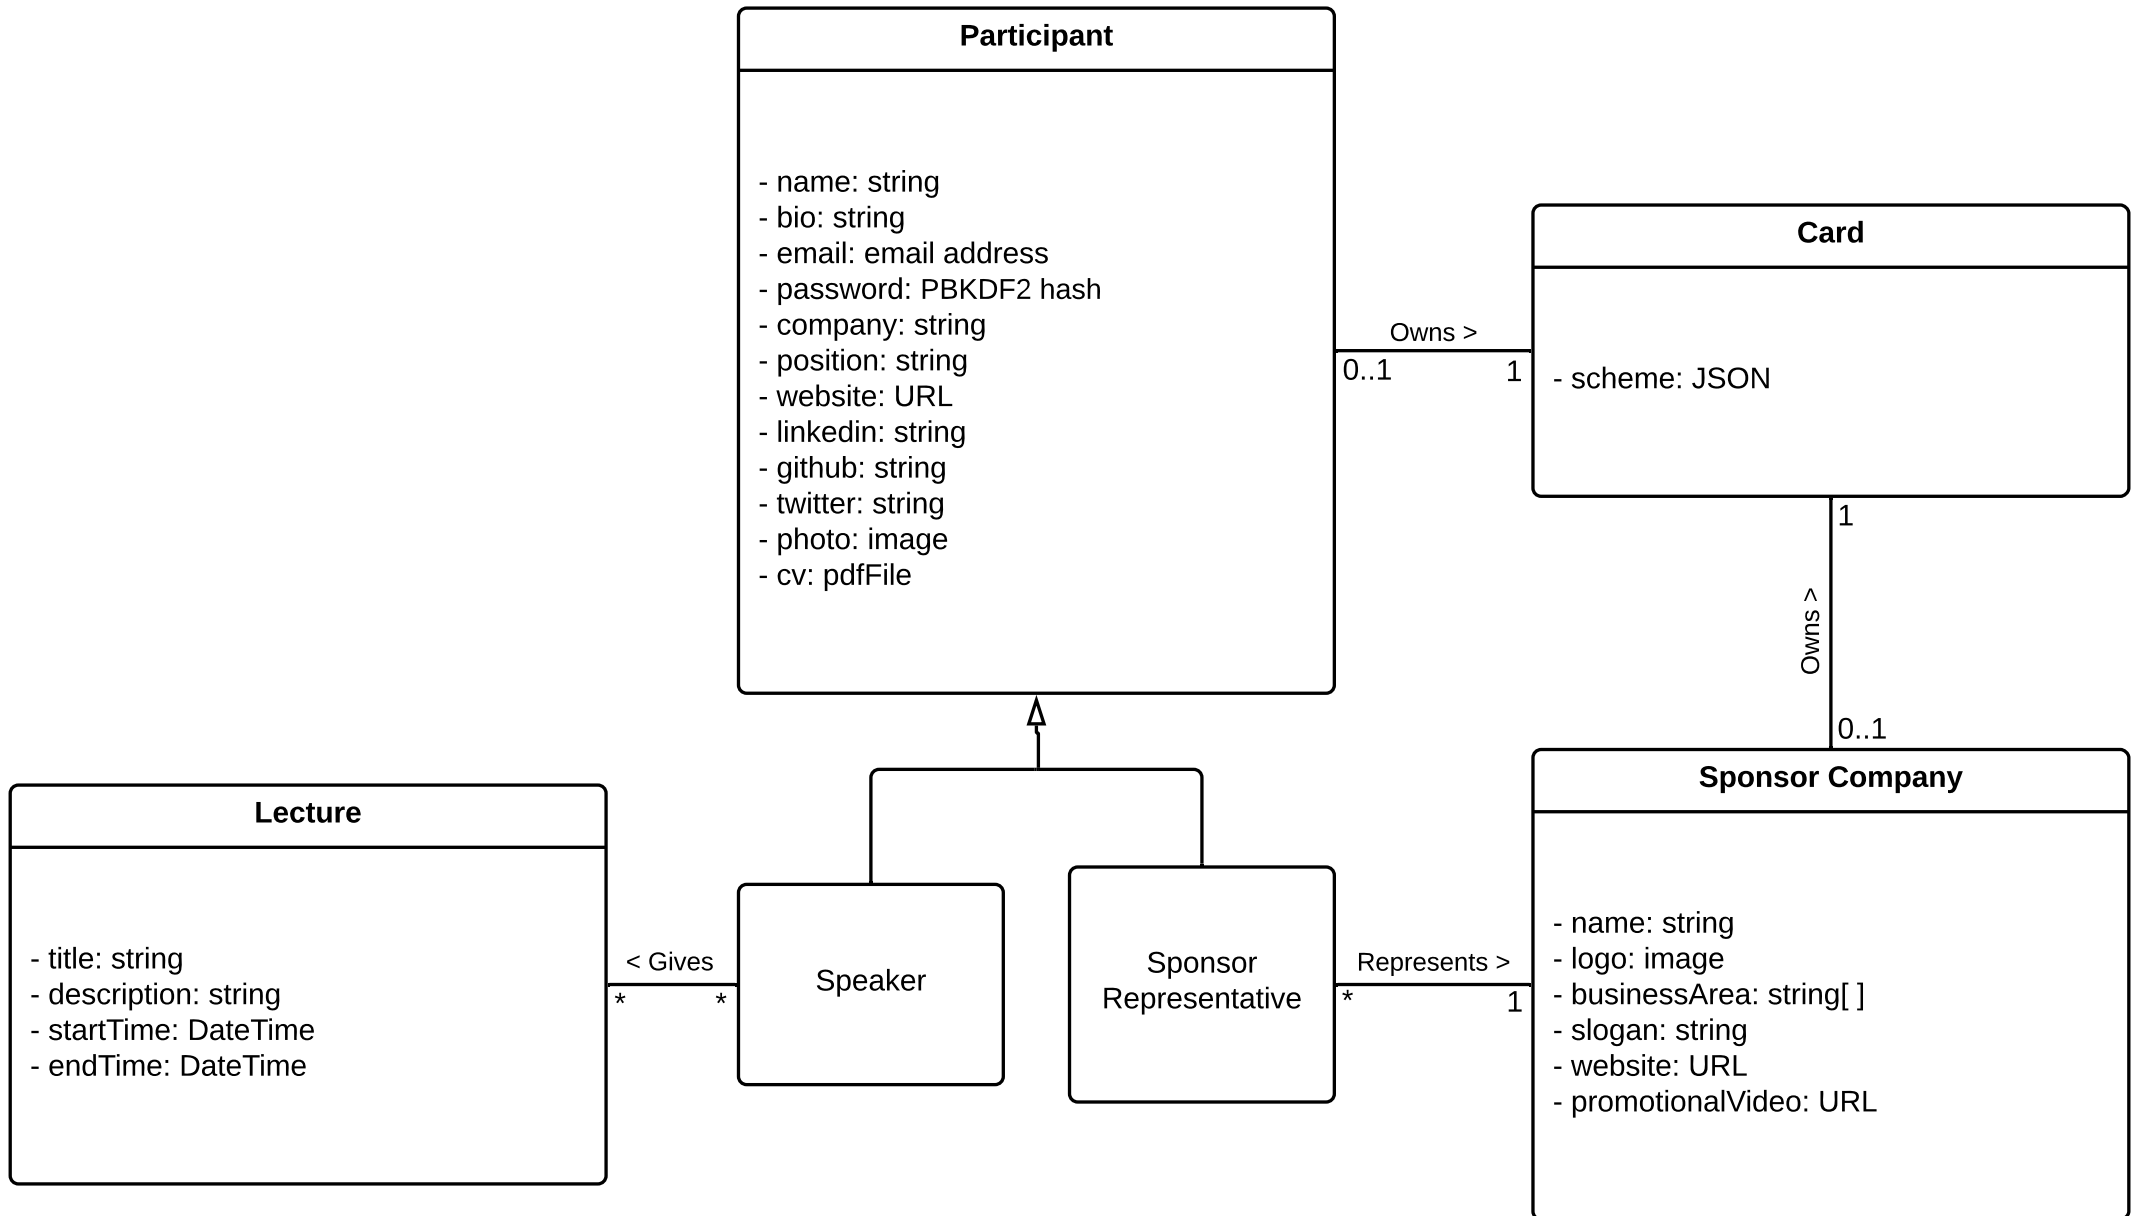 Participant
- name: string
- bio: string
- email: email address
- password: PBKDF2 hash
- company: string
- position: string
- website: URL
- linkedin: string
- github: string
- twitter: string
- photo: image
- cv: pdfFile
Owns >
0..1
1
Card
- scheme: JSON
1
Owns >
0..1
Lecture
- title: string
- description: string
- startTime: DateTime
- endTime: DateTime
< Gives
*
*
Speaker
Sponsor
Representative
Represents >
*
1
Sponsor Company
- name: string
- logo: image
- businessArea: string[ ]
- slogan: string
- website: URL
- promotionalVideo: URL